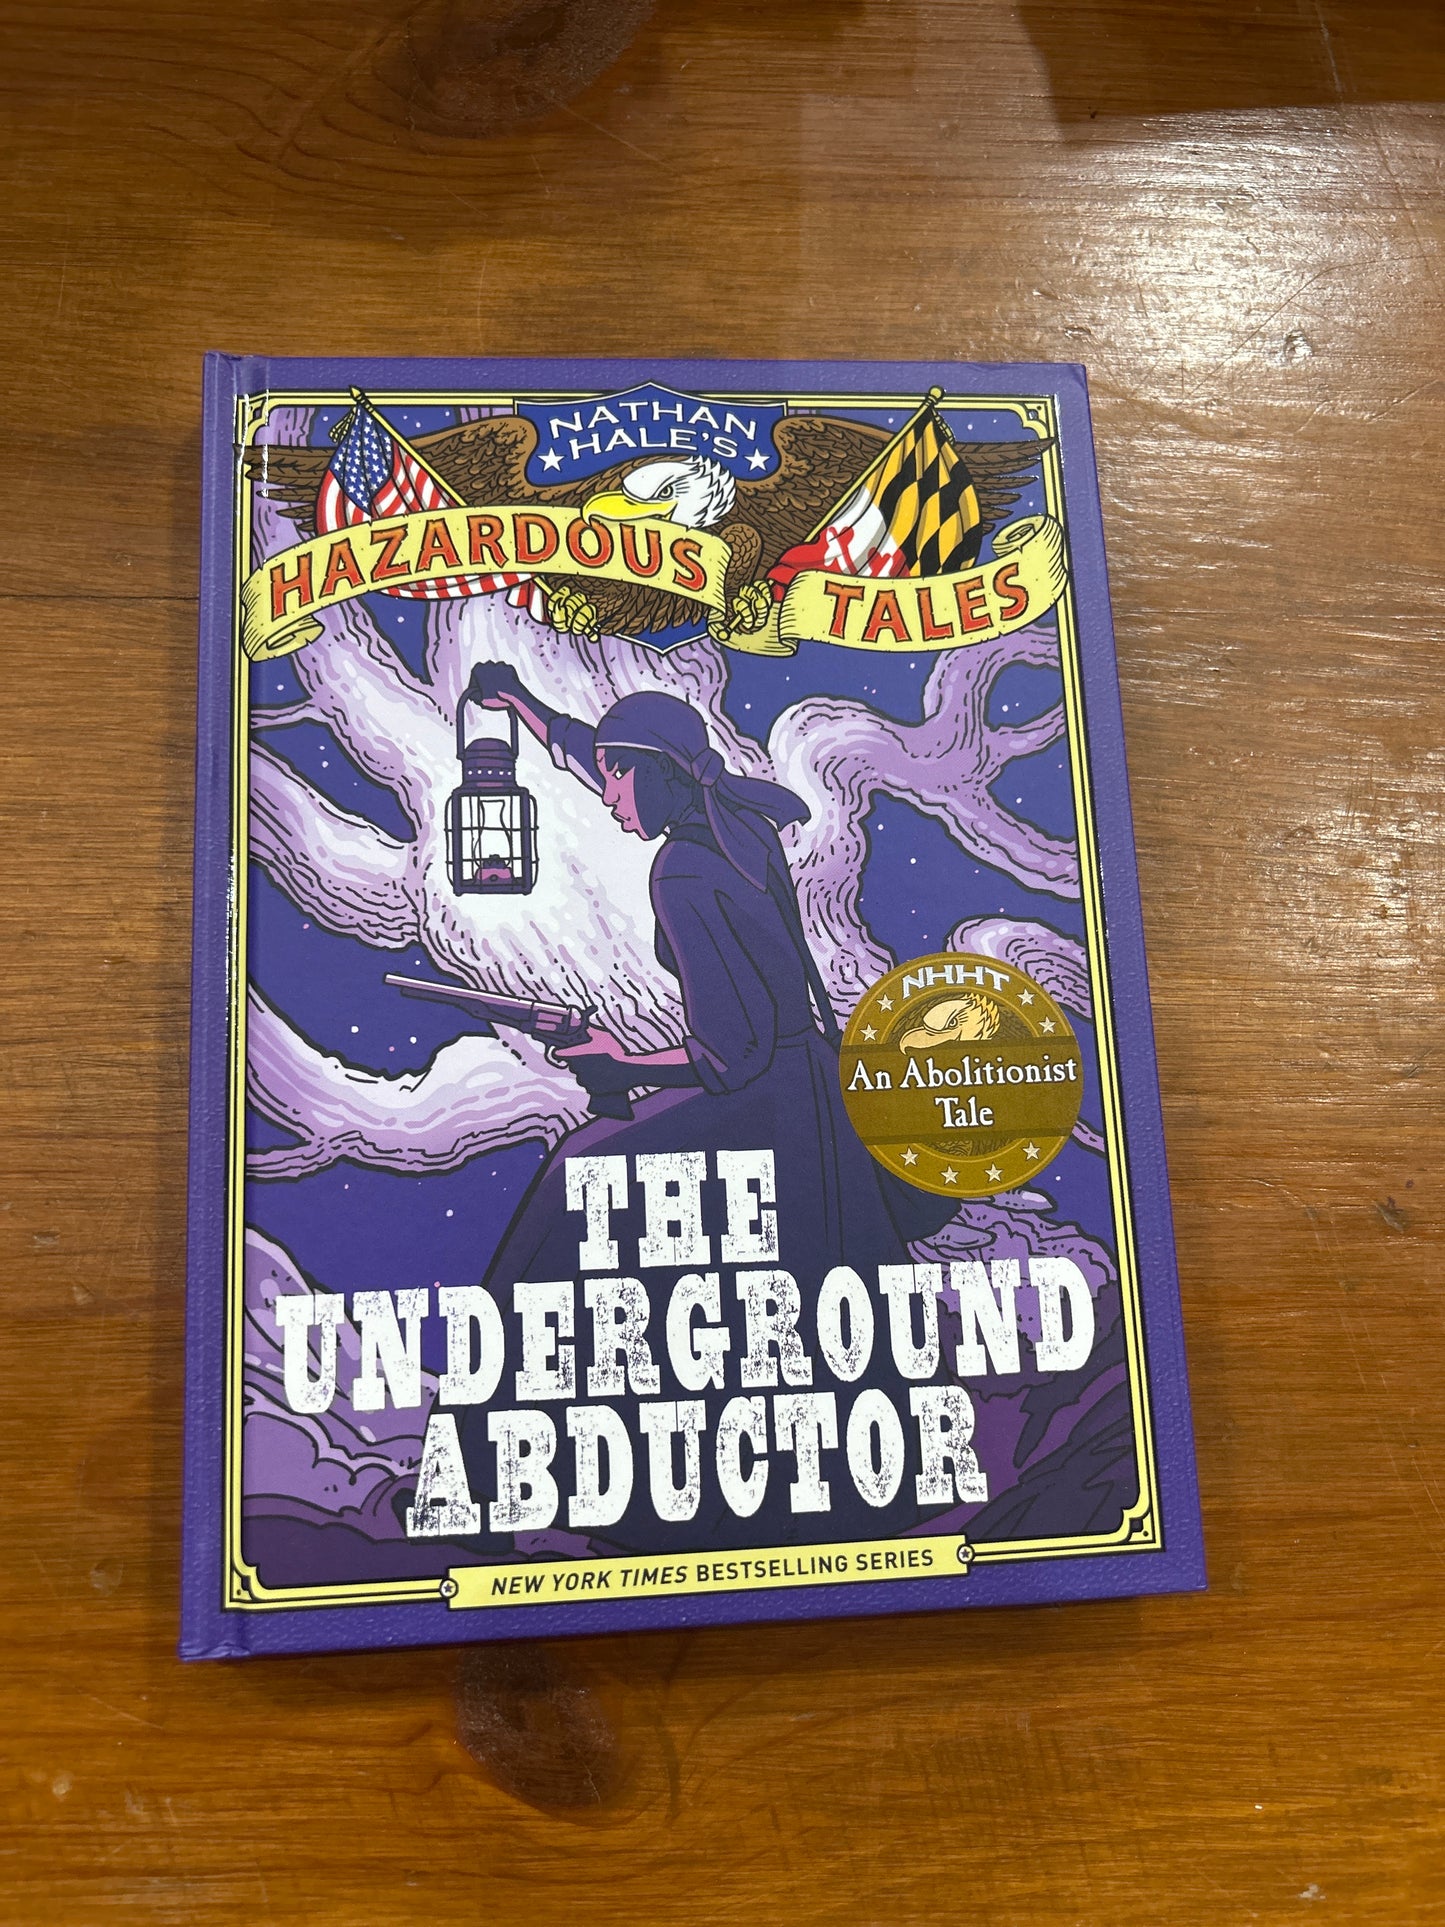 NATHAN
HALE'S
HAZARDOUS
TALES
NHHT
An Abolitionist
Tale
THE
UNDERGROUND
ABDUCTOR
NEW YORK TIMES BESTSELLING SERIES